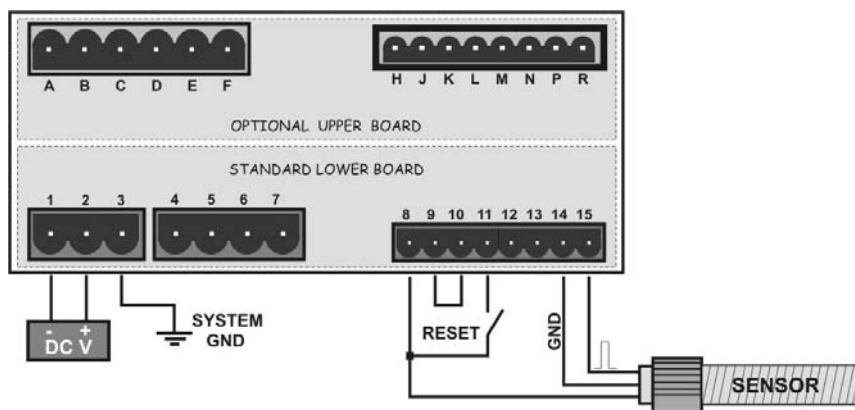 A B C D E F
H J K L M N P R
OPTIONAL UPPER BOARD
STANDARD LOWER BOARD
1 2 3
4 5 6 7
8 9 10 11 12 13 14 15
- +
DC V
SYSTEM
GND
RESET
GND
SENSOR